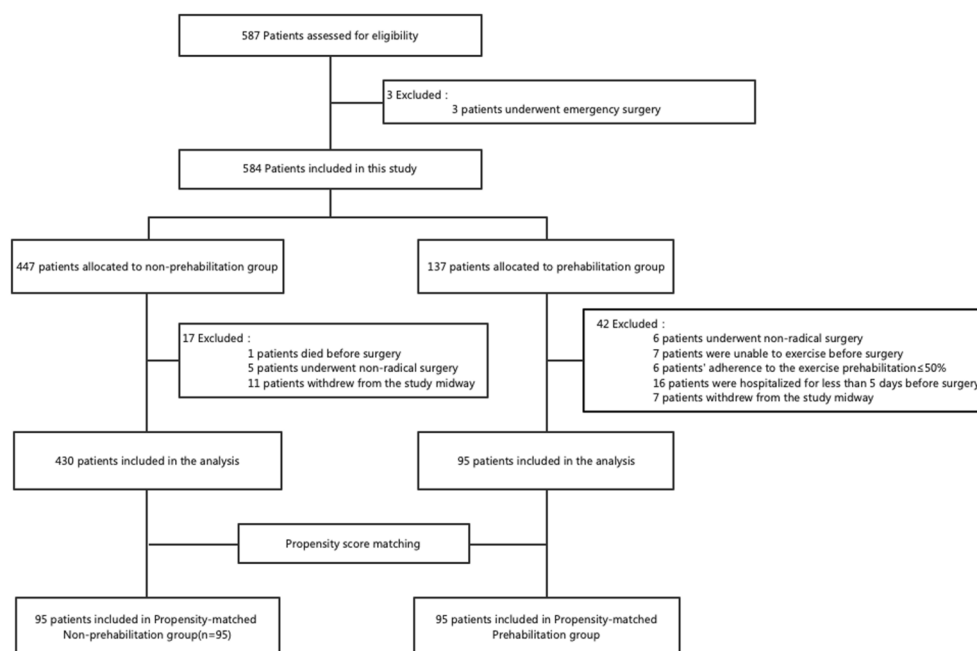 587 Patients assessed for eligibility
3 Excluded :
3 patients underwent emergency surgery
584 Patients included in this study
447 patients allocated to non-prehabilitation group
137 patients allocated to prehabilitation group
17 Excluded :
1 patients died before surgery
5 patients underwent non-radical surgery
11 patients withdrew from the study midway
42 Excluded :
6 patients underwent non-radical surgery
7 patients were unable to exercise before surgery
6 patients' adherence to the exercise prehabilitation≤50%
16 patients were hospitalized for less than 5 days before surgery
7 patients withdrew from the study midway
430 patients included in the analysis
95 patients included in the analysis
Propensity score matching
95 patients included in Propensity-matched
Non-prehabilitation group(n=95)
95 patients included in Propensity-matched
Prehabilitation group